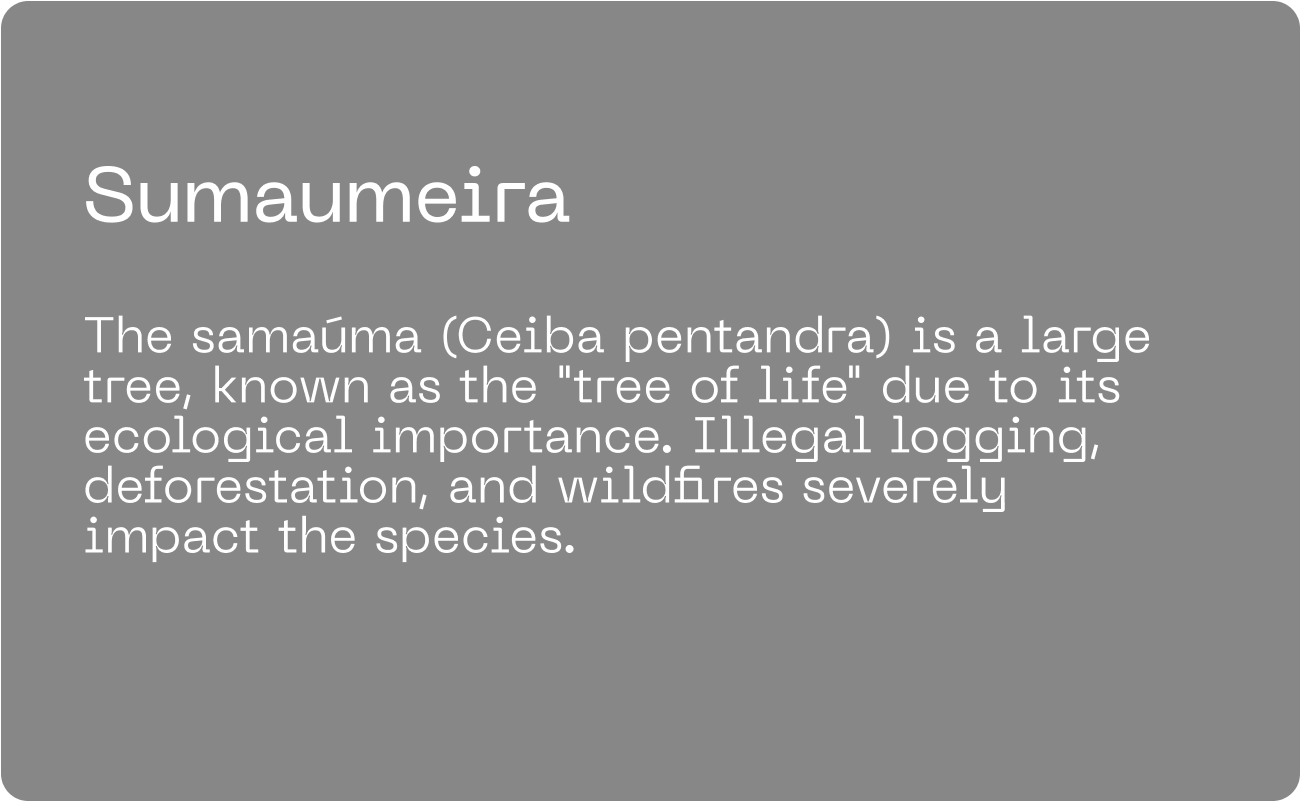 Sumaumeira
The samaúma (Ceiba pentandra) is a large
tree, known as the "tree of life" due to its
ecological importance. Illegal logging,
deforestation, and wildfires severely
impact the species.